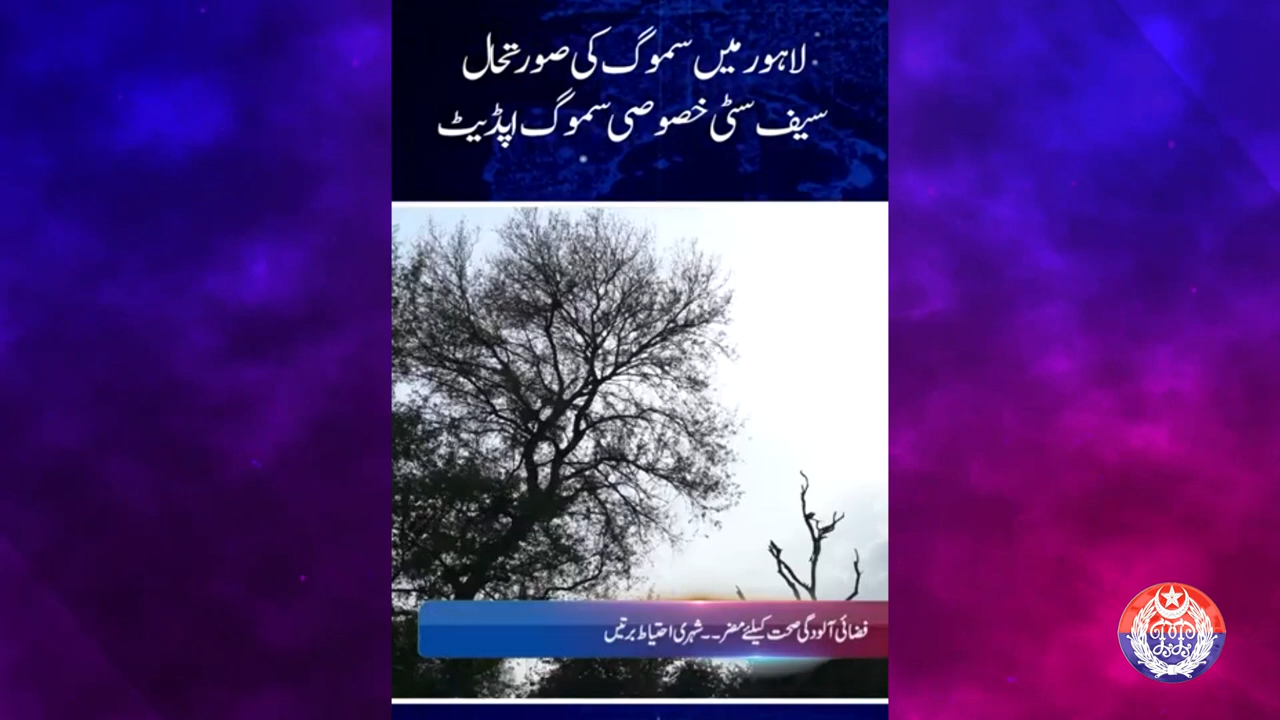 لاہور میں سموگ کی صورتحال
سیف سٹی خصوصی سموگ اپڈیٹ
فضائی آلودگی صحت کیلئے مضر۔۔شہری احتیاط برتیں